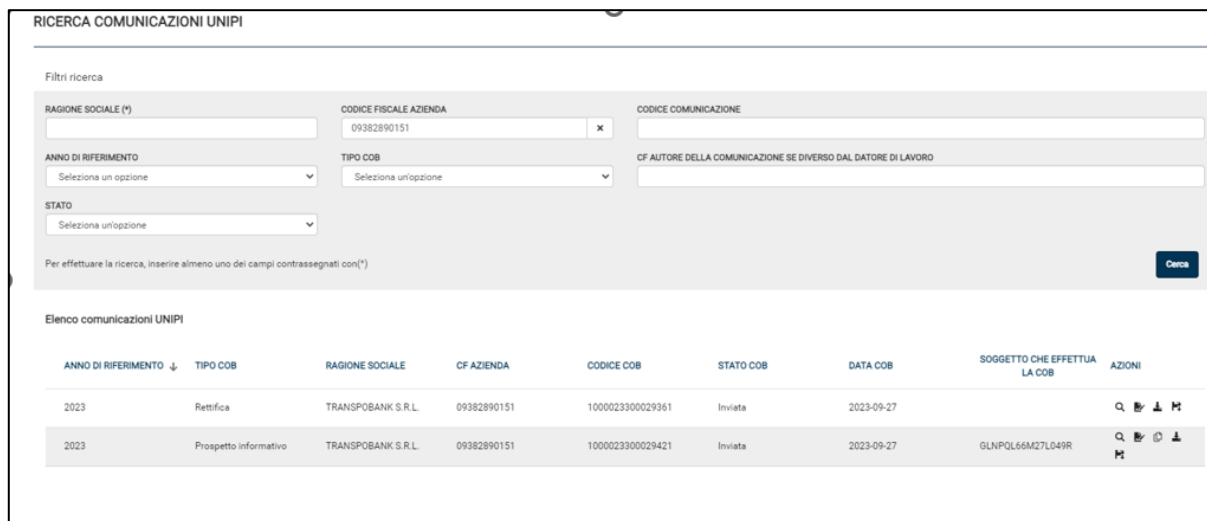 RICERCA COMUNICAZIONI UNIPI
Filtri ricerca
RAGIONE SOCIALE (*) CODICE FISCALE AZIENDA CODICE COMUNICAZIONE
09382890151 ×
ANNO DI RIFERIMENTO TIPO COB CF AUTORE DELLA COMUNICAZIONE SE DIVERSO DAL DATORE DI LAVORO
Seleziona un opzione Seleziona un'opzione
STATO
Seleziona un'opzione
Per effettuare la ricerca, inserire almeno uno dei campi contrassegnati con(*) Cerca
Elenco comunicazioni UNIPI
ANNO DI RIFERIMENTO ↓ TIPO COB RAGIONE SOCIALE CF AZIENDA CODICE COB STATO COB DATA COB SOGGETTO CHE EFFETTUA LA COB AZIONI
2023 Rettifica TRANSPOBANK S.R.L. 09382890151 1000023300029361 Inviata 2023-09-27
2023 Prospetto informativo TRANSPOBANK S.R.L. 09382890151 1000023300029421 Inviata 2023-09-27 GLNPQL66M27L049R